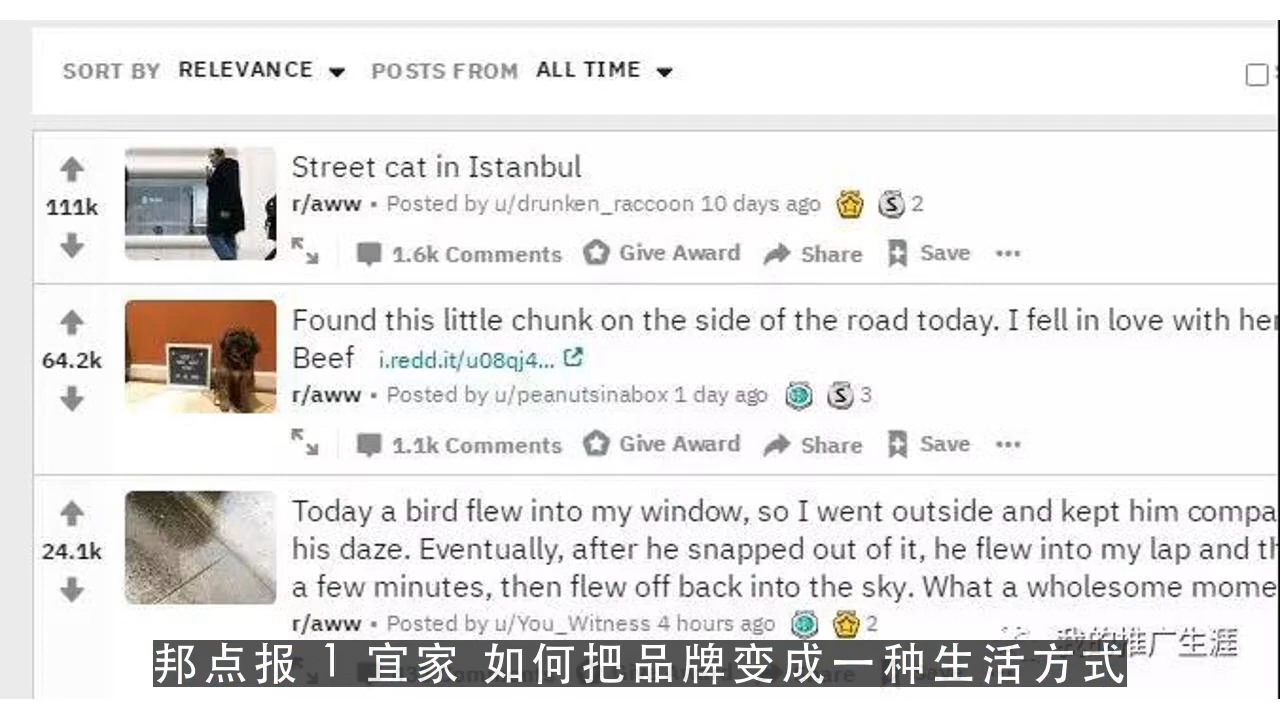 SORT BY RELEVANCE POSTS FROM ALL TIME
111k
Street cat in Istanbul
r/aww • Posted by u/drunken_raccoon 10 days ago 2
1.6k Comments Give Award Share Save ...
64.2k
Found this little chunk on the side of the road today. I fell in love with her
Beef i.redd.it/u08qj4...
r/aww • Posted by u/peanutsinabox 1 day ago 3
1.1k Comments Give Award Share Save ...
24.1k
Today a bird flew into my window, so I went outside and kept him compa
his daze. Eventually, after he snapped out of it, he flew into my lap and th
a few minutes, then flew off back into the sky. What a wholesome mome
r/aww • Posted by u/You_Witness 4 hours ago 2
我的推广生涯
邦点报 1 宜家 如何把品牌变成一种生活方式